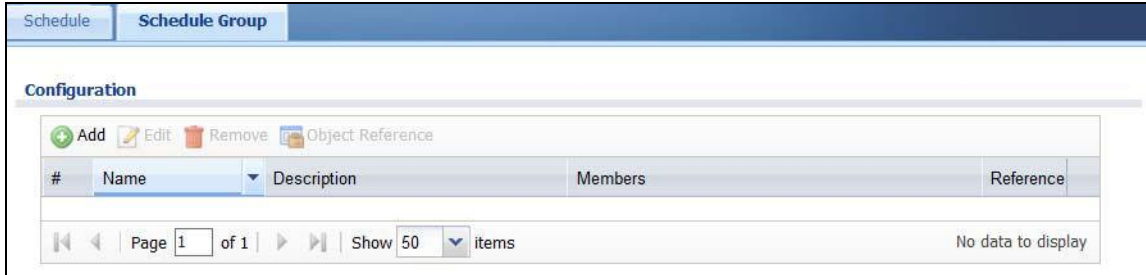 Schedule Schedule Group
Configuration
Add Edit Remove Object Reference
# Name Description Members Reference
Page 1 of 1 Show 50 items No data to display